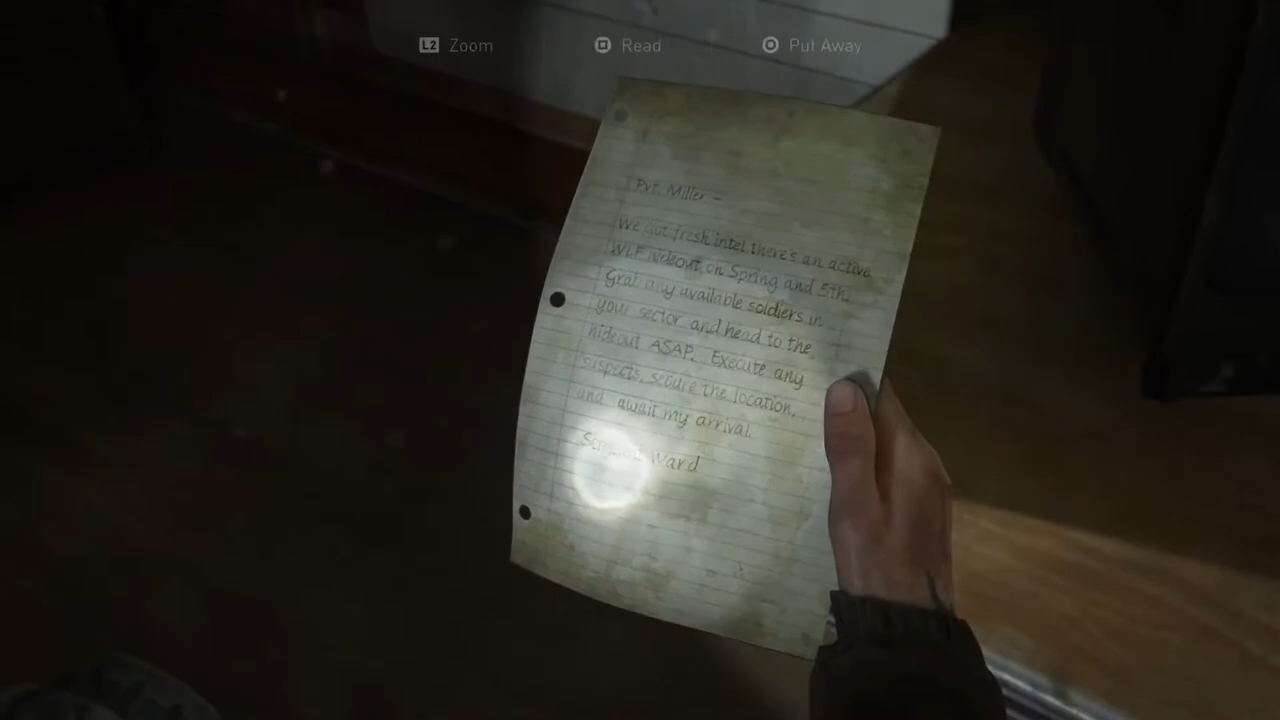 L2 Zoom
Read
Put Away
Pvt. Miller -
We got fresh intel there's an active
WLF hideout on Spring and 5th.
Grab any available soldiers in
your sector and head to the
hideout ASAP. Execute any
suspects, secure the location,
and await my arrival.
Ward